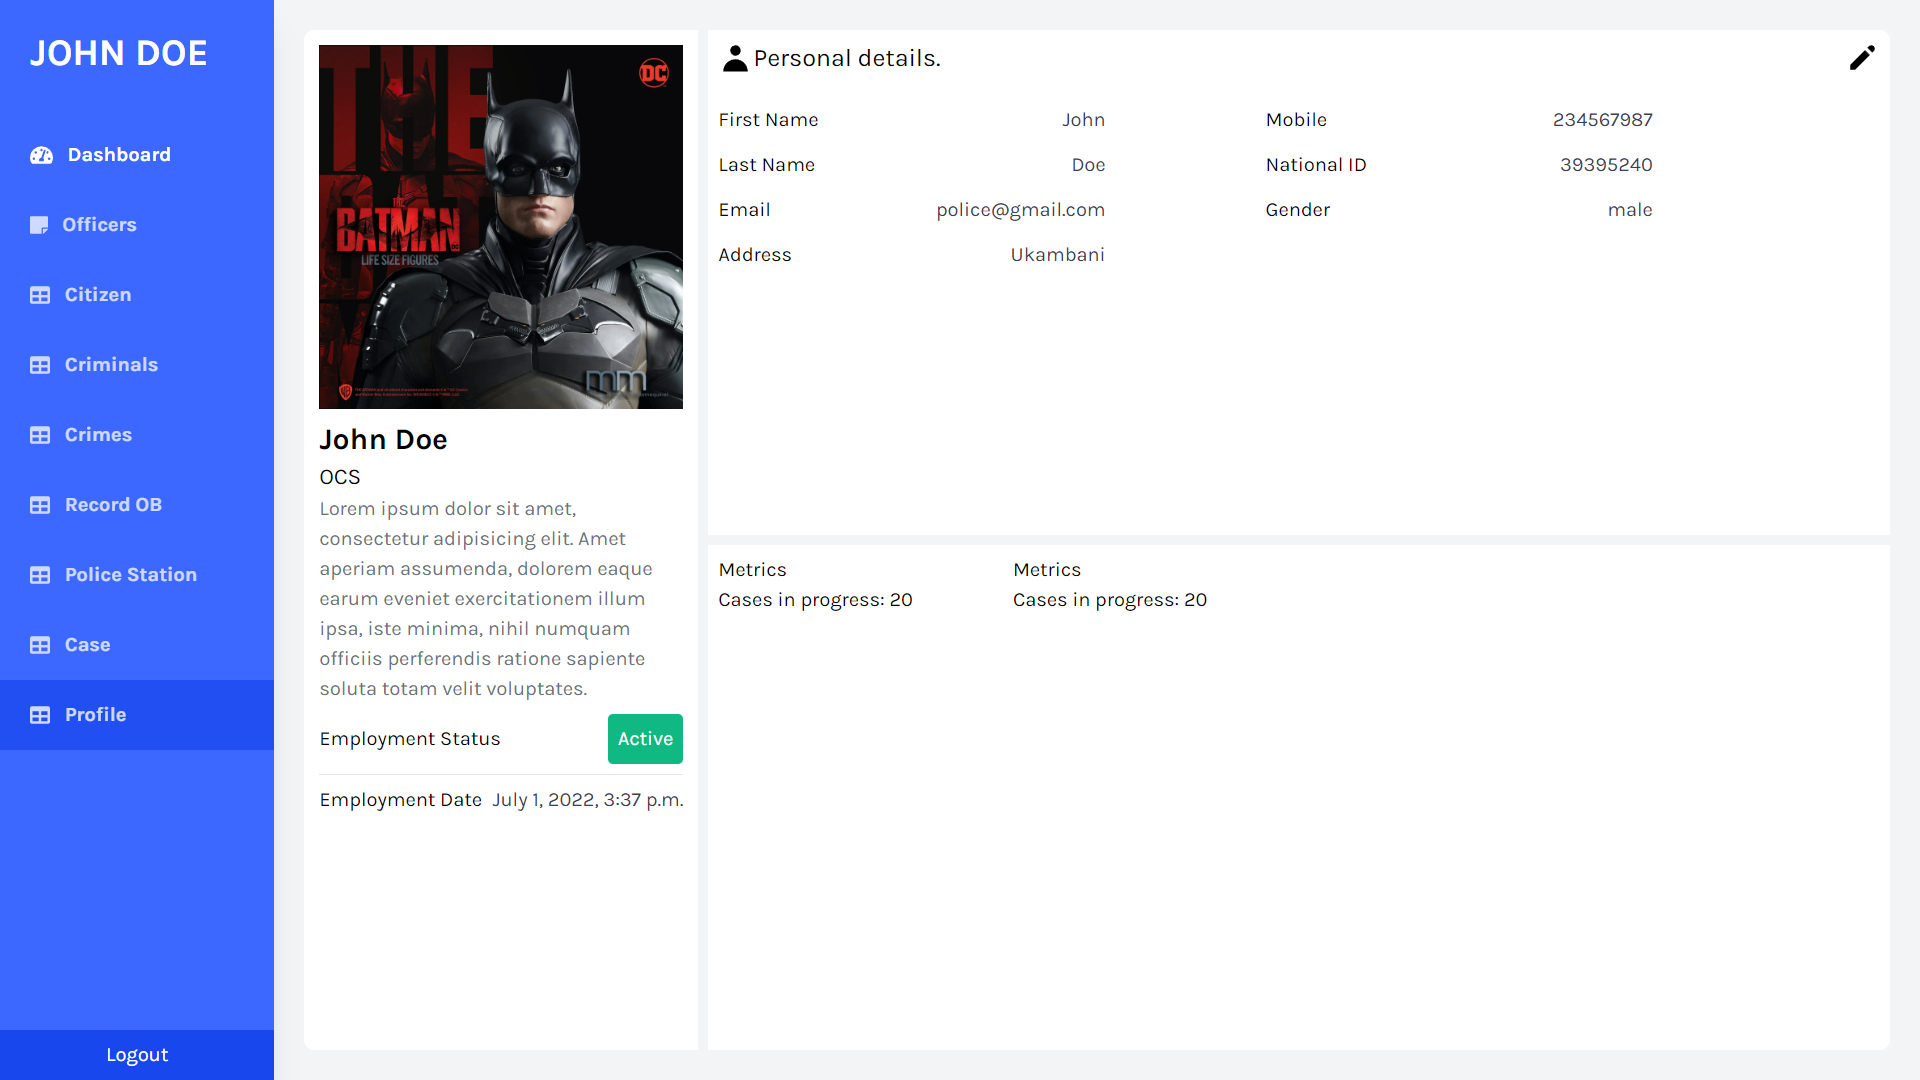 JOHN DOE
Dashboard
Officers
Citizen
Criminals
Crimes
Record OB
Police Station
Case
Profile
Logout
THE
DC
THE
BATMAN
LIFE SIZE FIGURES
mm
John Doe
OCS
Lorem ipsum dolor sit amet,
consectetur adipisicing elit. Amet
aperiam assumenda, dolorem eaque
earum eveniet exercitationem illum
ipsa, iste minima, nihil numquam
officiis perferendis ratione sapiente
soluta totam velit voluptates.
Employment Status Active
Employment Date July 1, 2022, 3:37 p.m.
Personal details.
First Name John Mobile 234567987
Last Name Doe National ID 39395240
Email police@gmail.com Gender male
Address Ukambani
Metrics Metrics
Cases in progress: 20 Cases in progress: 20